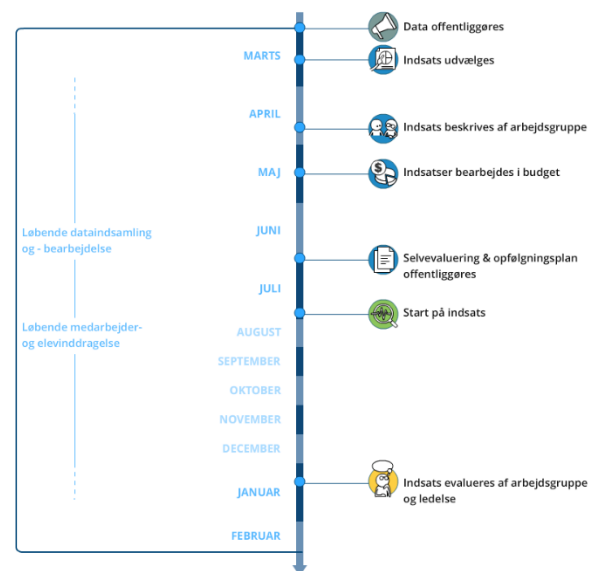 Data offentliggøres
MARTS
Indsats udvælges
APRIL
Indsats beskrives af arbejdsgruppe
MAJ
Indsatser bearbejdes i budget
JUNI
Løbende dataindsamling
og - bearbejdelse
Selvevaluering & opfølgningsplan
offentliggøres
JULI
Start på indsats
Løbende medarbejder-
og elevinddragelse
AUGUST
SEPTEMBER
OKTOBER
NOVEMBER
DECEMBER
Indsats evalueres af arbejdsgruppe
og ledelse
JANUAR
FEBRUAR